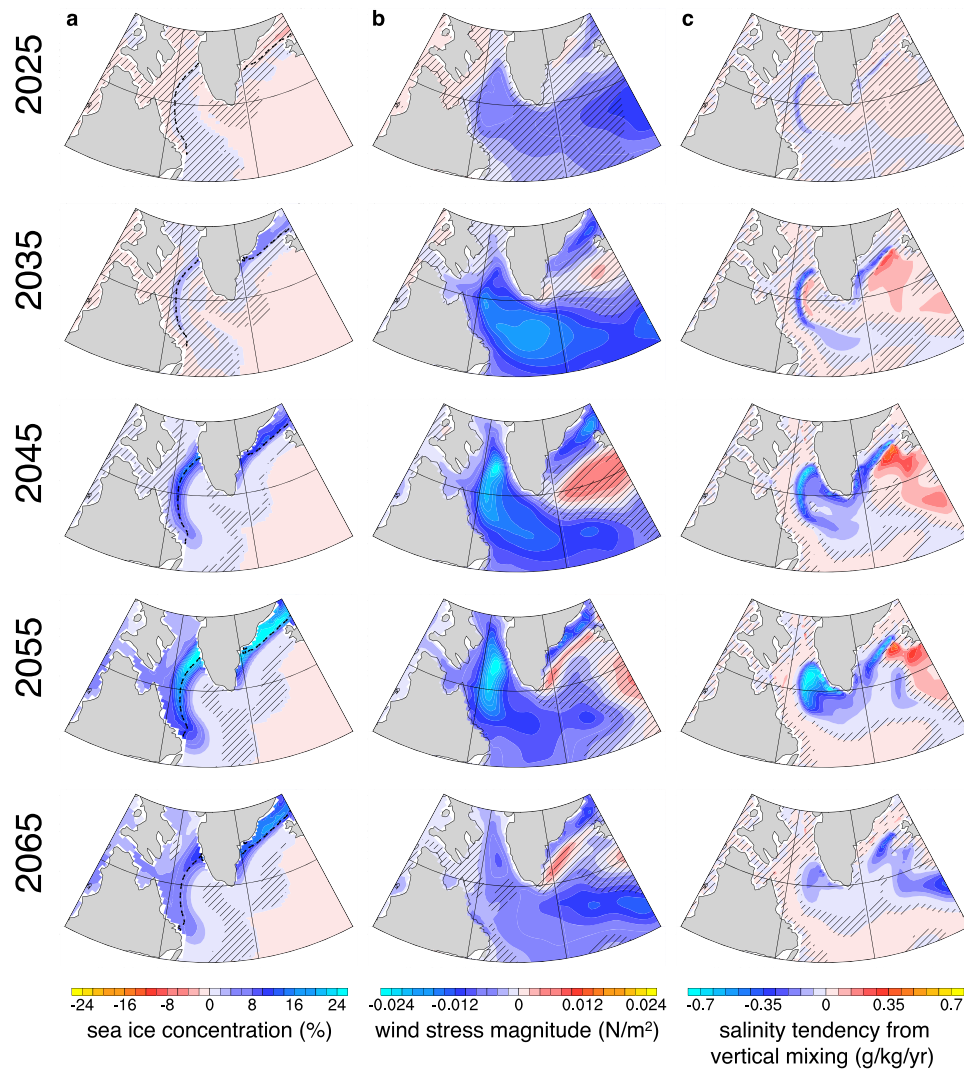 a b c
2025
2035
2045
2055
2065
-24 -16 -8 0 8 16 24
sea ice concentration (%)
-0.024 -0.012 0 0.012 0.024
wind stress magnitude (N/m²)
-0.7 -0.35 0 0.35 0.7
salinity tendency from
vertical mixing (g/kg/yr)